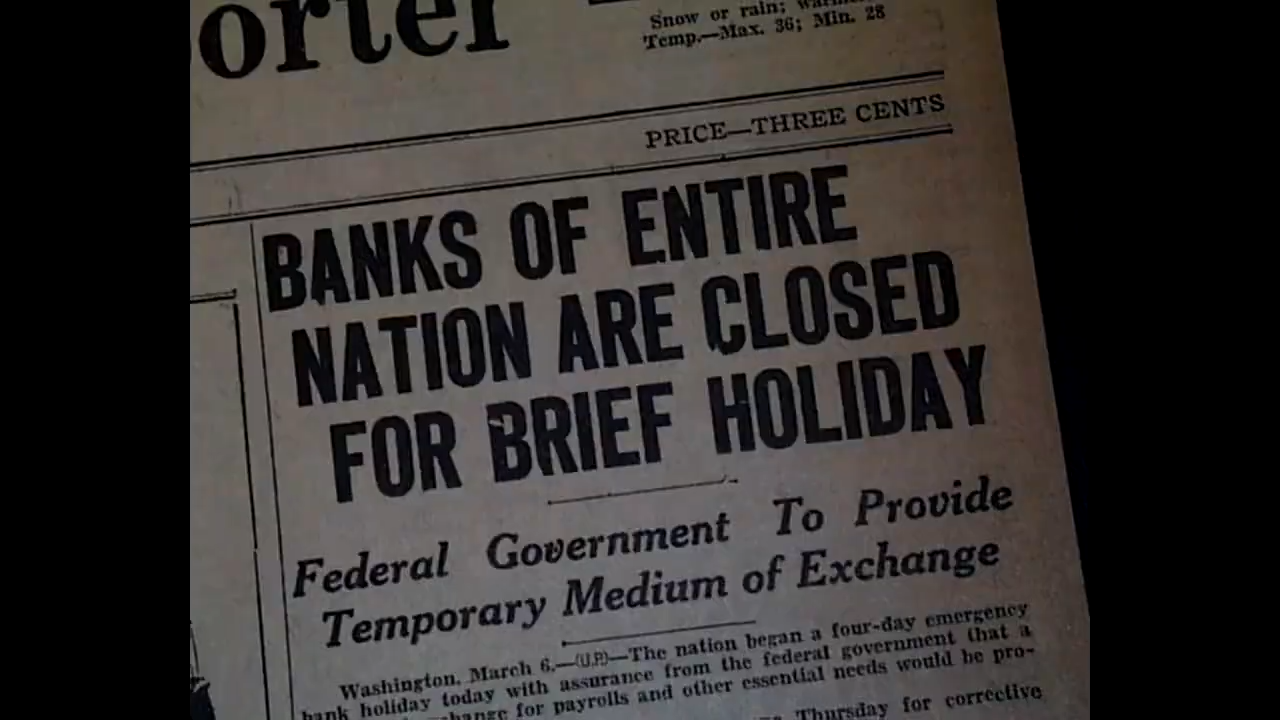 orter
Snow or rain; warmer
Temp.—Max. 36; Min. 28
PRICE—THREE CENTS
BANKS OF ENTIRE
NATION ARE CLOSED
FOR BRIEF HOLIDAY
Federal Government To Provide
Temporary Medium of Exchange
Washington, March 6.—(U.P.)—The nation began a four-day emergency
bank holiday today with assurance from the federal government that a
change for payrolls and other essential needs would be pro-
Thursday for corrective